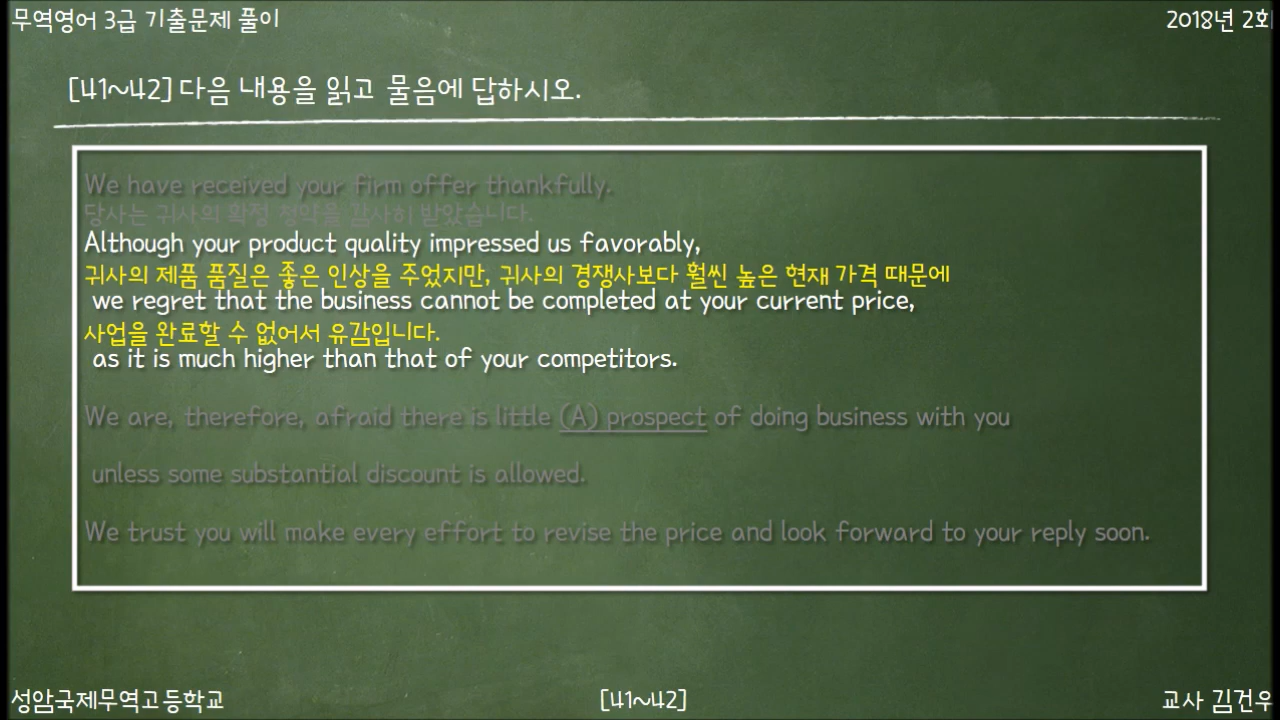 무역영어 3급 기출문제 풀이
2018년 2회
[41~42] 다음 내용을 읽고 물음에 답하시오.
We have received your firm offer thankfully.
당사는 귀사의 확정 청약을 감사히 받았습니다.
Although your product quality impressed us favorably,
귀사의 제품 품질은 좋은 인상을 주었지만, 귀사의 경쟁사보다 훨씬 높은 현재 가격 때문에
we regret that the business cannot be completed at your current price,
사업을 완료할 수 없어서 유감입니다.
as it is much higher than that of your competitors.
We are, therefore, afraid there is little (A) prospect of doing business with you
unless some substantial discount is allowed.
We trust you will make every effort to revise the price and look forward to your reply soon.
성암국제무역고등학교
[41~42]
교사 김건우